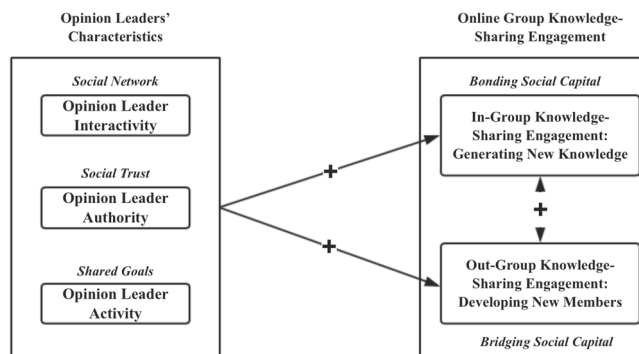 Opinion Leaders'
Characteristics
Social Network
Opinion Leader
Interactivity
Social Trust
Opinion Leader
Authority
Shared Goals
Opinion Leader
Activity
+
+
Online Group Knowledge-
Sharing Engagement
Bonding Social Capital
In-Group Knowledge-
Sharing Engagement:
Generating New Knowledge
+
Out-Group Knowledge-
Sharing Engagement:
Developing New Members
Bridging Social Capital